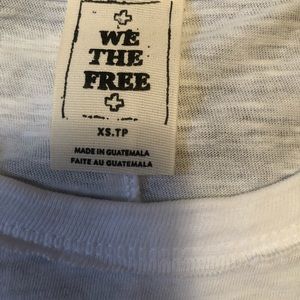 WE
THE
FREE
XS.TP
MADE IN GUATEMALA
FAITE AU GUATEMALA